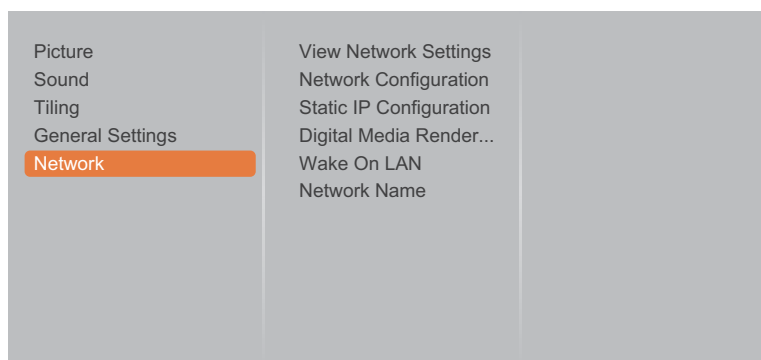 Picture
Sound
Tiling
General Settings
Network
View Network Settings
Network Configuration
Static IP Configuration
Digital Media Render...
Wake On LAN
Network Name